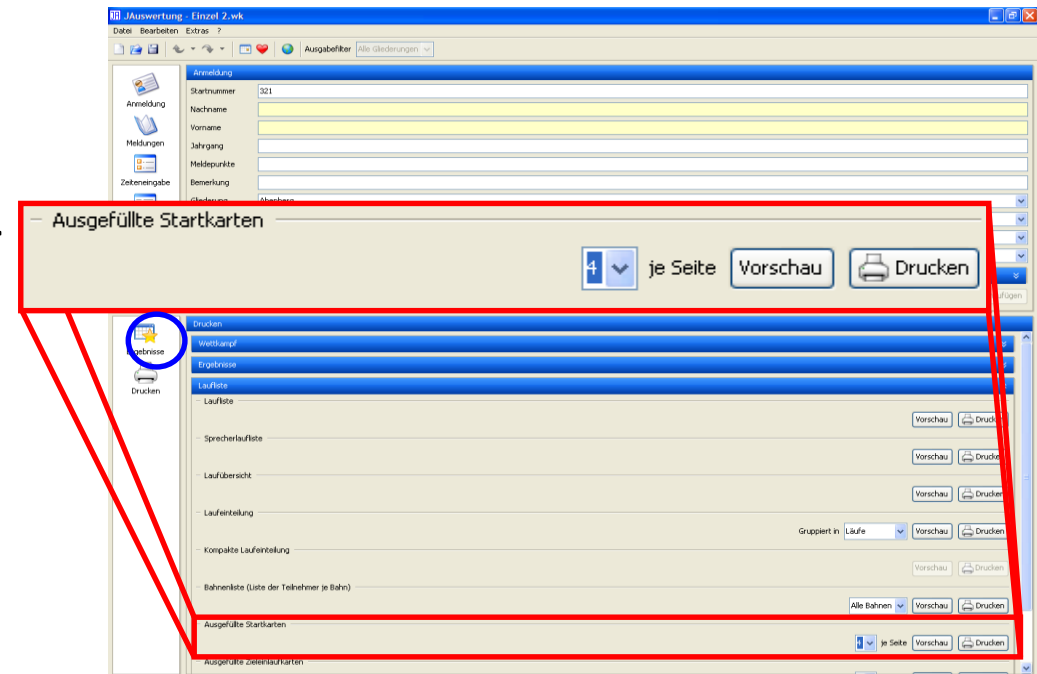 JAuswertung - Einzel 2.wk
Datei Bearbeiten Extras ?
Ausgabefilter Alle Gliederungen
Anmeldung
Startnummer 321
Nachname
Anmeldung
Vorname
Meldungen
Jahrgang
Meldepunkte
Zeiteneingabe
Bemerkung
Gliederung Abenberg
Ausgefüllte Startkarten
4 je Seite Vorschau Drucken
Drucken
Wettkampf
Ergebnisse
Ergebnisse
Laufliste
Drucken
Laufliste
Vorschau Drucken
Sprecherlaufliste
Vorschau Drucken
Laufübersicht
Vorschau Drucken
Laufeinteilung
Gruppiert in Läufe Vorschau Drucken
Kompakte Laufeinteilung
Vorschau Drucken
Bahnenliste (Liste der Teilnehmer je Bahn)
Alle Bahnen Vorschau Drucken
Ausgefüllte Startkarten
4 je Seite Vorschau Drucken
Ausgefüllte Zieleinlaufkarten